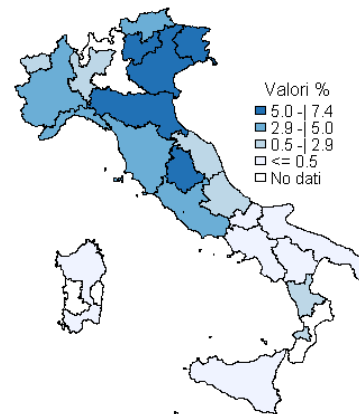 Valori %
5.0 -| 7.4
2.9 -| 5.0
0.5 -| 2.9
<= 0.5
No dati